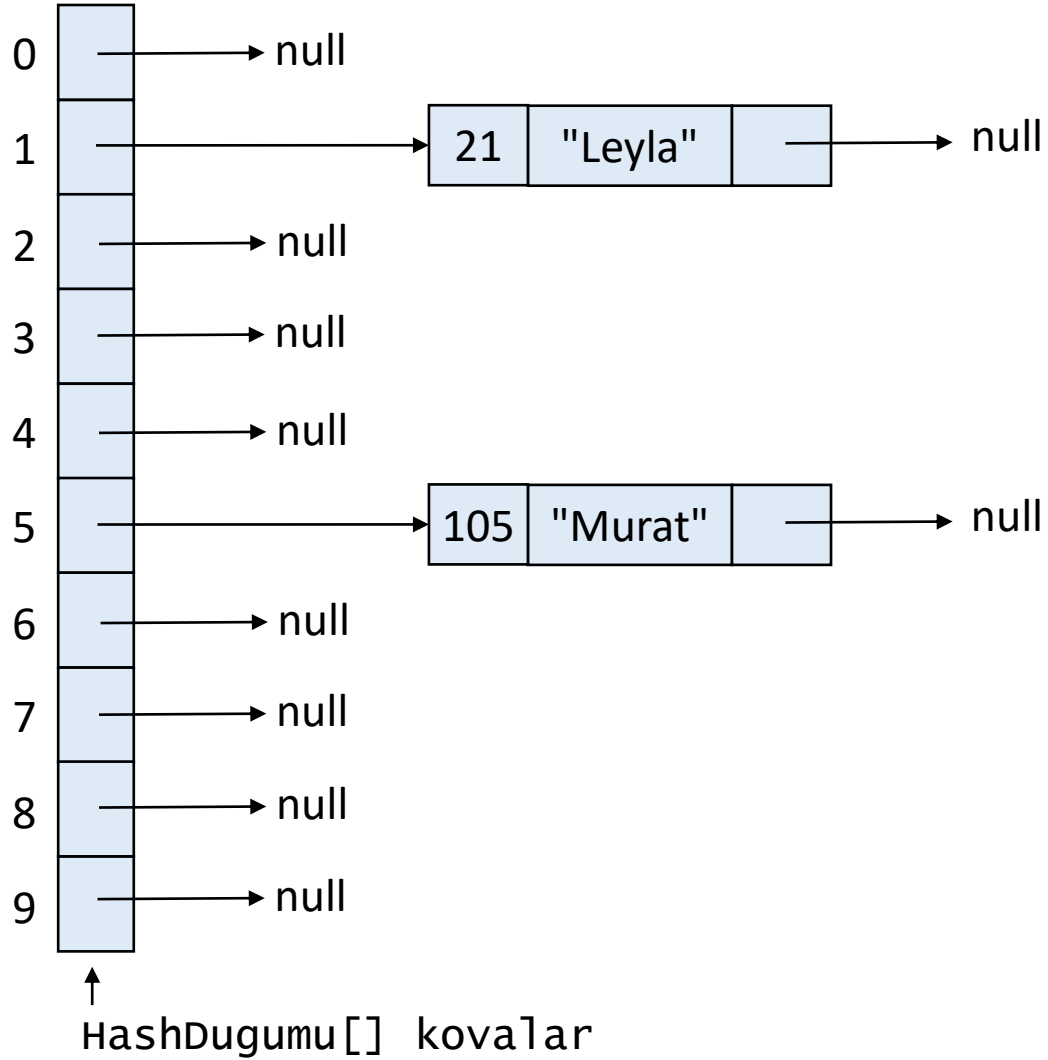 0 null
1 21 "Leyla" null
2 null
3 null
4 null
5 105 "Murat" null
6 null
7 null
8 null
9 null
HashDugumu[] kovalar